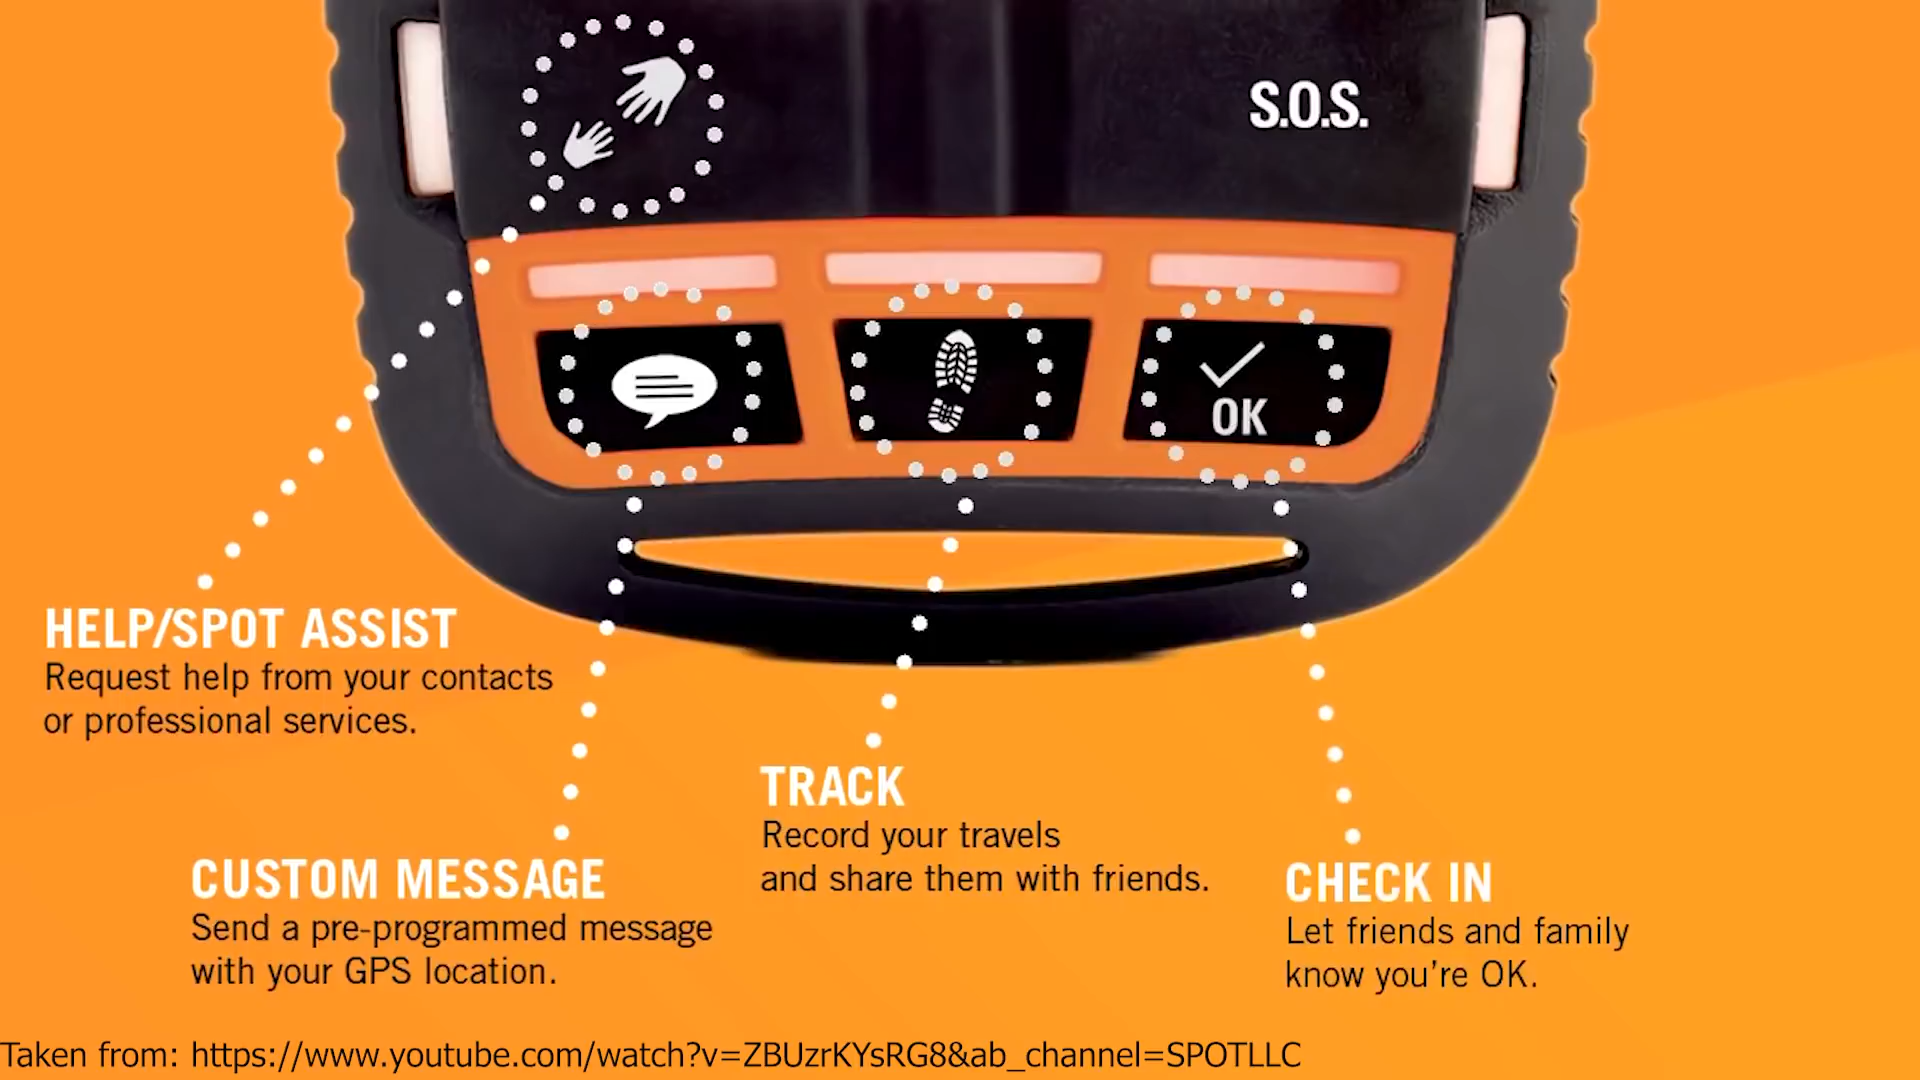 S.O.S.
OK
HELP/SPOT ASSIST
Request help from your contacts
or professional services.
CUSTOM MESSAGE
Send a pre-programmed message
with your GPS location.
TRACK
Record your travels
and share them with friends.
CHECK IN
Let friends and family
know you're OK.
Taken from: https://www.youtube.com/watch?v=ZBUzrKYsRG8&ab_channel=SPOTLLC